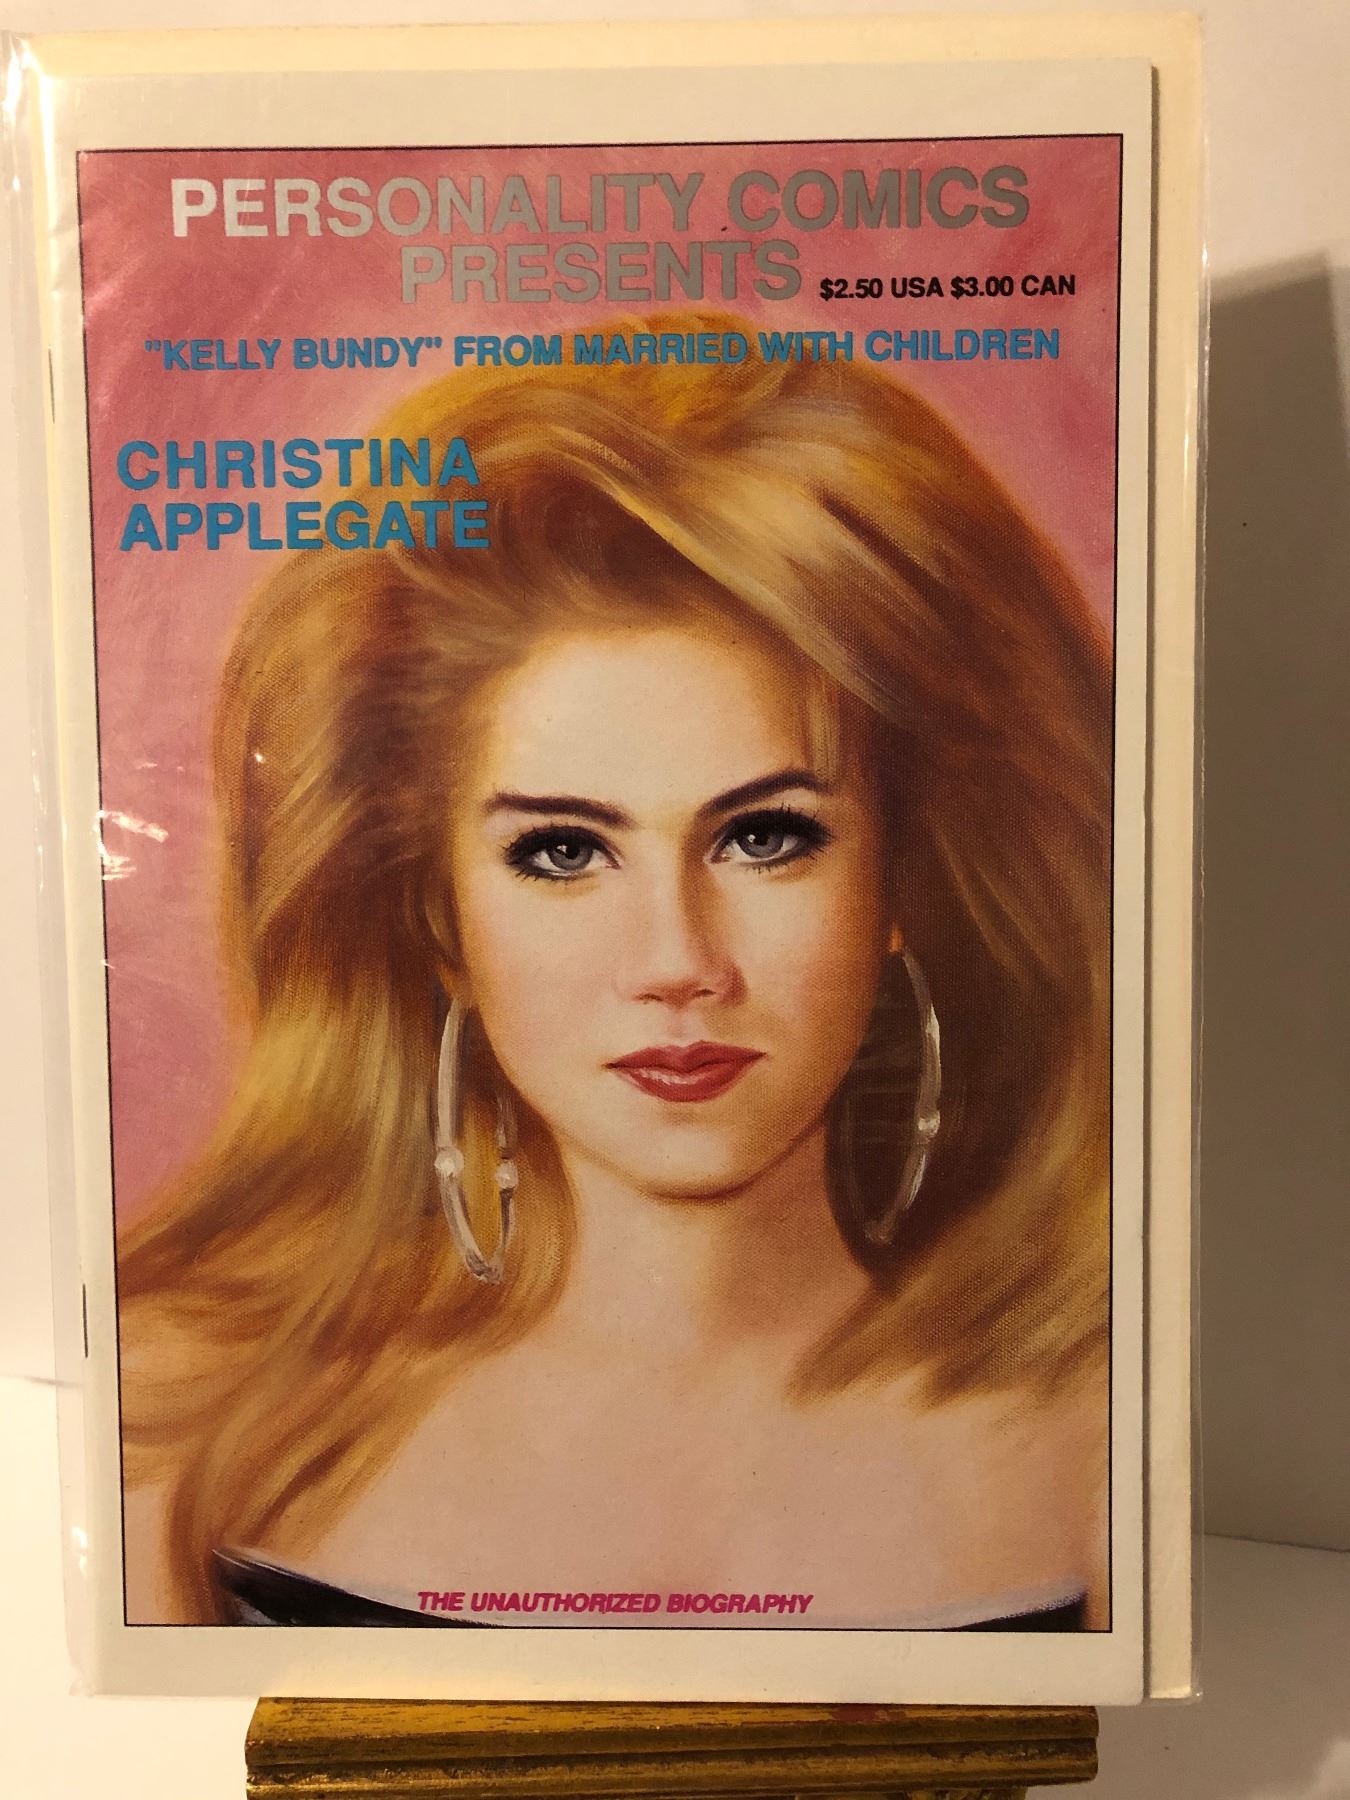 PERSONALITY COMICS
PRESENTS $2.50 USA $3.00 CAN
"KELLY BUNDY" FROM MARRIED WITH CHILDREN
CHRISTINA
APPLEGATE
THE UNAUTHORIZED BIOGRAPHY